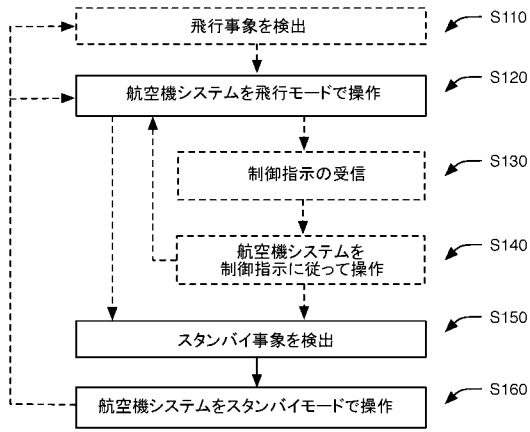 飛行事象を検出
S110
航空機システムを飛行モードで操作
S120
制御指示の受信
S130
航空機システムを
制御指示に従って操作
S140
スタンバイ事象を検出
S150
航空機システムをスタンバイモードで操作
S160